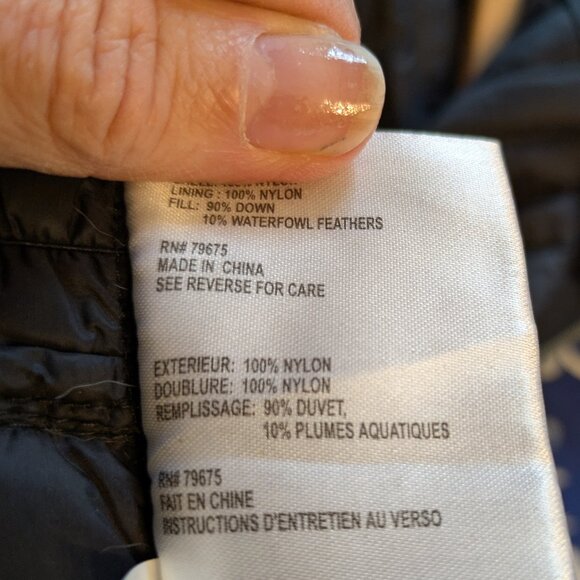 100% NYLON
LINING : 100% NYLON
FILL: 90% DOWN
10% WATERFOWL FEATHERS
RN# 79675
MADE IN CHINA
SEE REVERSE FOR CARE
EXTERIEUR: 100% NYLON
DOUBLURE: 100% NYLON
REMPLISSAGE: 90% DUVET,
10% PLUMES AQUATIQUES
RN# 79675
FAIT EN CHINE
INSTRUCTIONS D'ENTRETIEN AU VERSO